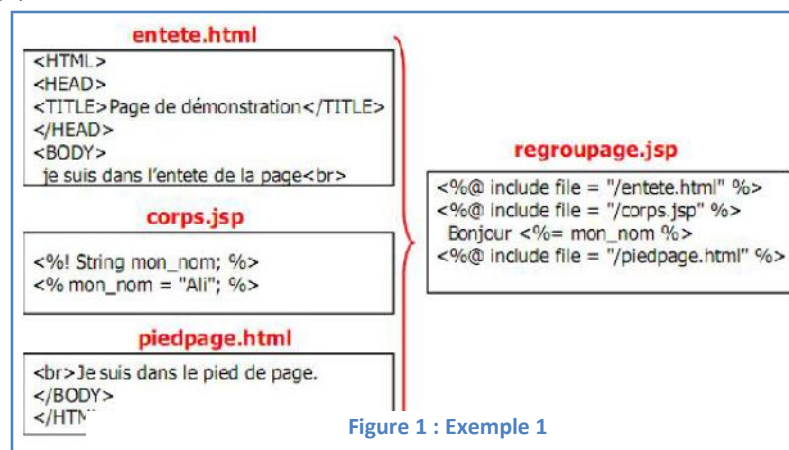 entete.html
<HTML>
<HEAD>
<TITLE>Page de démonstration</TITLE>
</HEAD>
<BODY>
je suis dans l'entete de la page<br>
corps.jsp
<%! String mon_nom; %>
<% mon_nom = "Ali"; %>
piedpage.html
<br>Je suis dans le pied de page.
</BODY>
regroupage.jsp
<%@ include file = "/entete.html" %>
<%@ include file = "/corps.jsp" %>
Bonjour <%= mon_nom %>
<%@ include file = "/piedpage.html" %>
Figure 1 : Exemple 1